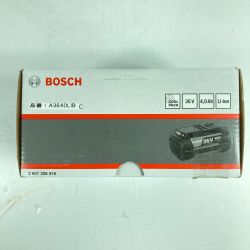 BOSCH
品番：A3640LIB C
COOL PACK
36V
4,0Ah
Li-Ion
36V
2 607 336 916